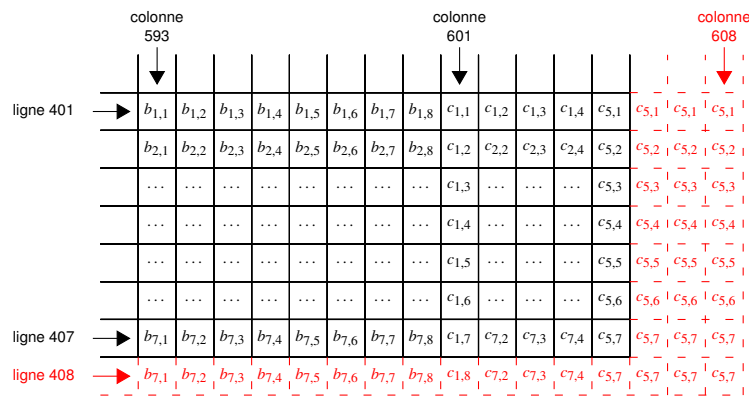 colonne colonne colonne
593 601 608
ligne 401 b1,1 b1,2 b1,3 b1,4 b1,5 b1,6 b1,7 b1,8 c1,1 c1,2 c1,3 c1,4 c5,1 c5,1 c5,1 c5,1
b2,1 b2,2 b2,3 b2,4 b2,5 b2,6 b2,7 b2,8 c1,2 c2,2 c2,3 c2,4 c5,2 c5,2 c5,2 c5,2
... ... ... ... ... ... ... ... c1,3 ... ... ... c5,3 c5,3 c5,3 c5,3
... ... ... ... ... ... ... ... c1,4 ... ... ... c5,4 c5,4 c5,4 c5,4
... ... ... ... ... ... ... ... c1,5 ... ... ... c5,5 c5,5 c5,5 c5,5
... ... ... ... ... ... ... ... c1,6 ... ... ... c5,6 c5,6 c5,6 c5,6
ligne 407 b7,1 b7,2 b7,3 b7,4 b7,5 b7,6 b7,7 b7,8 c1,7 c7,2 c7,3 c7,4 c5,7 c5,7 c5,7 c5,7
ligne 408 b7,1 b7,2 b7,3 b7,4 b7,5 b7,6 b7,7 b7,8 c1,8 c7,2 c7,3 c7,4 c5,7 c5,7 c5,7 c5,7